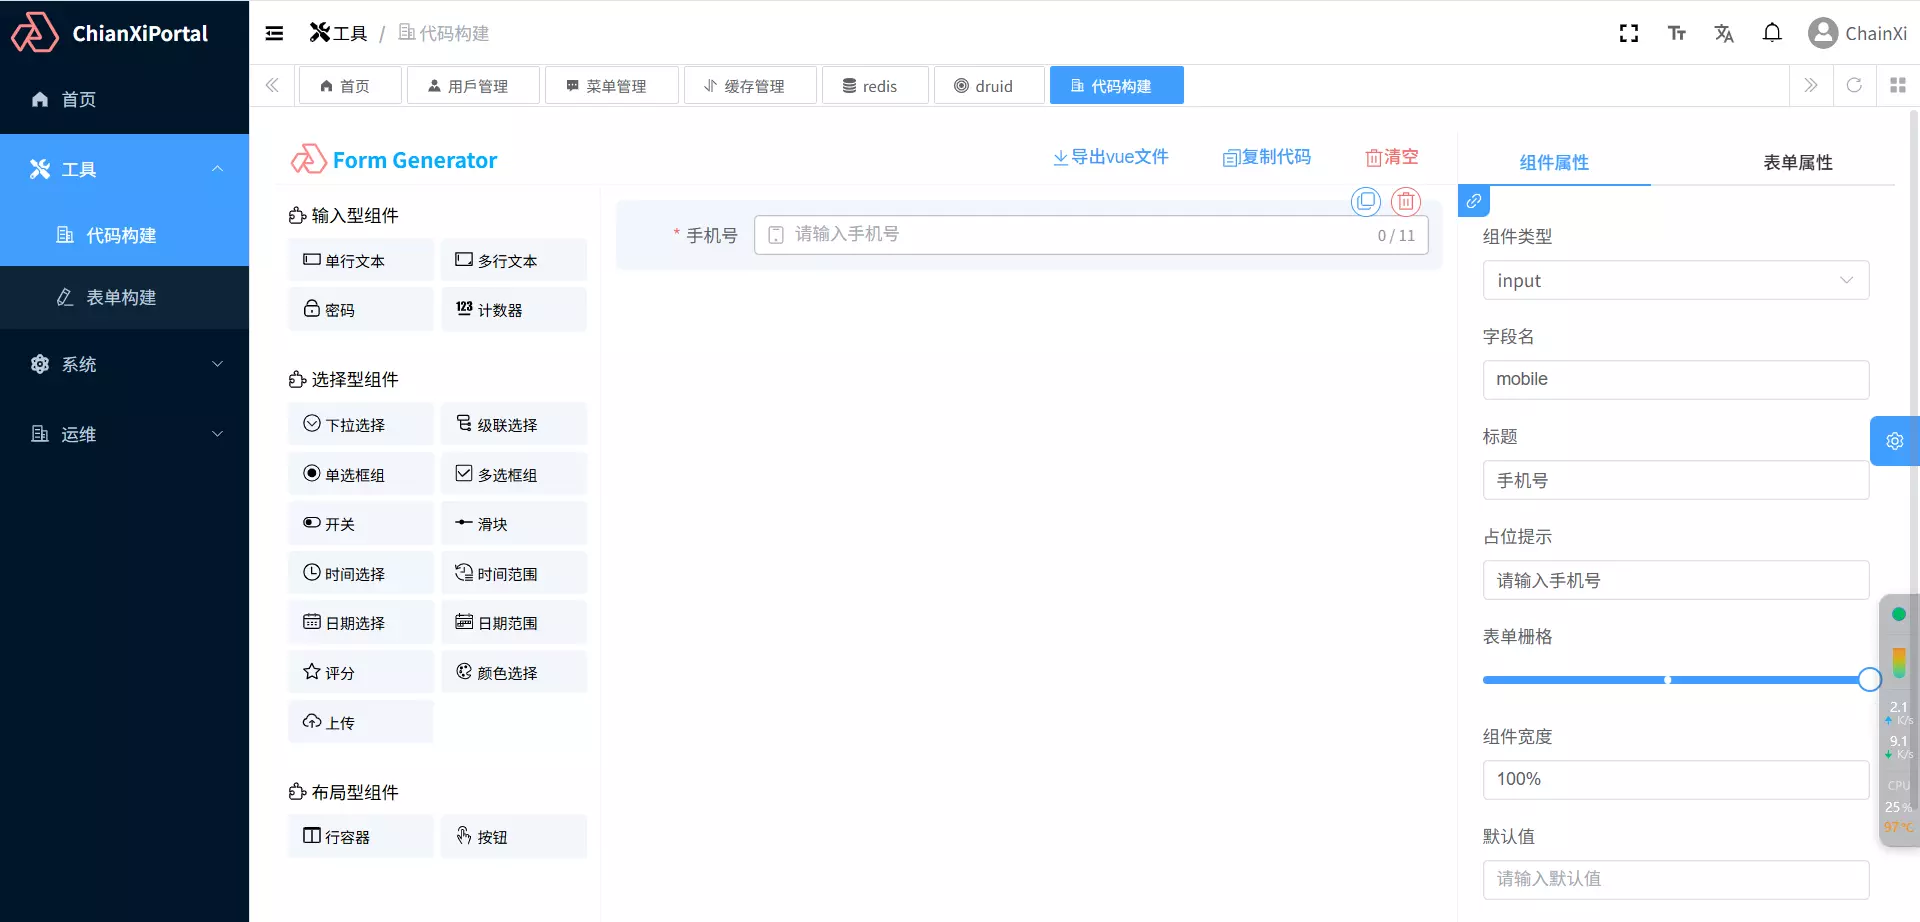 ChianXiPortal
工具 / 代码构建
ChainXi
首页
用戶管理
菜单管理
缓存管理
redis
druid
代码构建
首页
工具
代码构建
表单构建
系统
运维
Form Generator
导出vue文件
复制代码
清空
输入型组件
单行文本
多行文本
密码
123 计数器
选择型组件
下拉选择
级联选择
单选框组
多选框组
开关
滑块
时间选择
时间范围
日期选择
日期范围
评分
颜色选择
上传
布局型组件
行容器
按钮
* 手机号
请输入手机号
0 / 11
组件属性
表单属性
组件类型
input
字段名
mobile
标题
手机号
占位提示
请输入手机号
表单栅格
组件宽度
100%
默认值
请输入默认值
2.1
K/s
9.1
K/s
CPU
25%
97°C